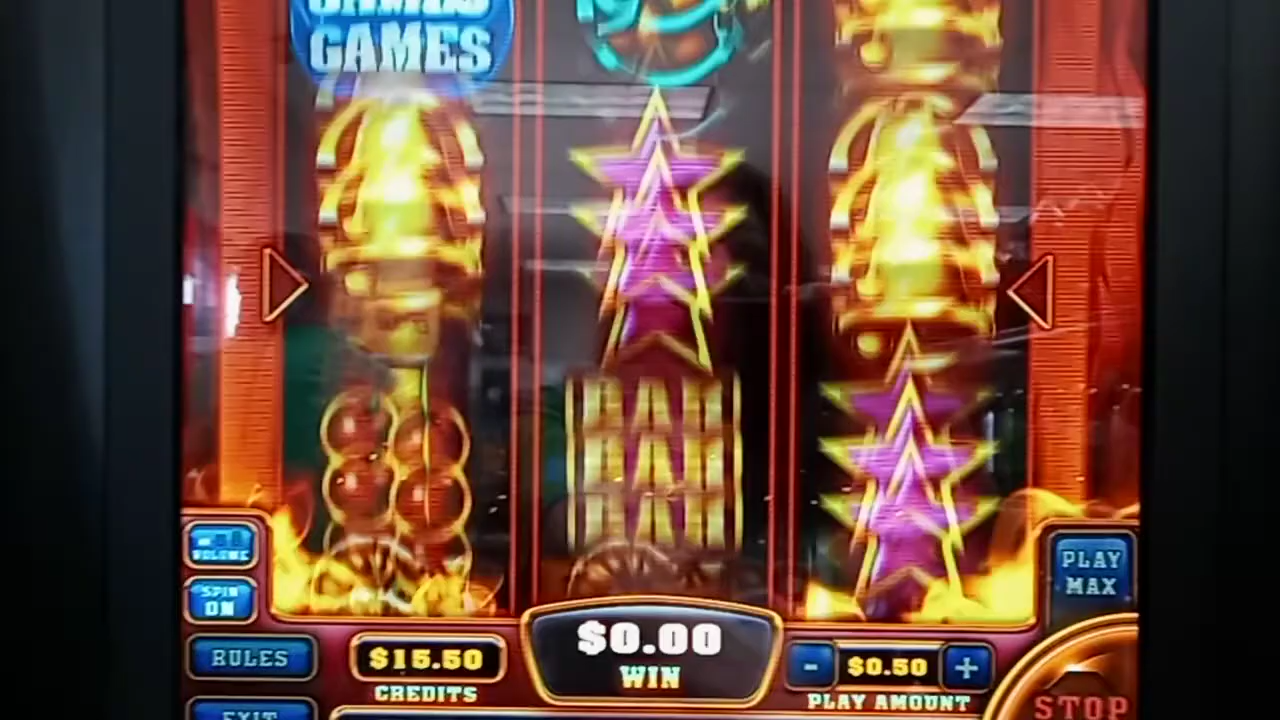 GAMES
GAMES
BAR
BAR
BAR
VOLUME
SPIN
ON
PLAY
MAX
RULES
$15.50
CREDITS
$0.00
WIN
- $0.50 +
PLAY AMOUNT
STOP
EXIT